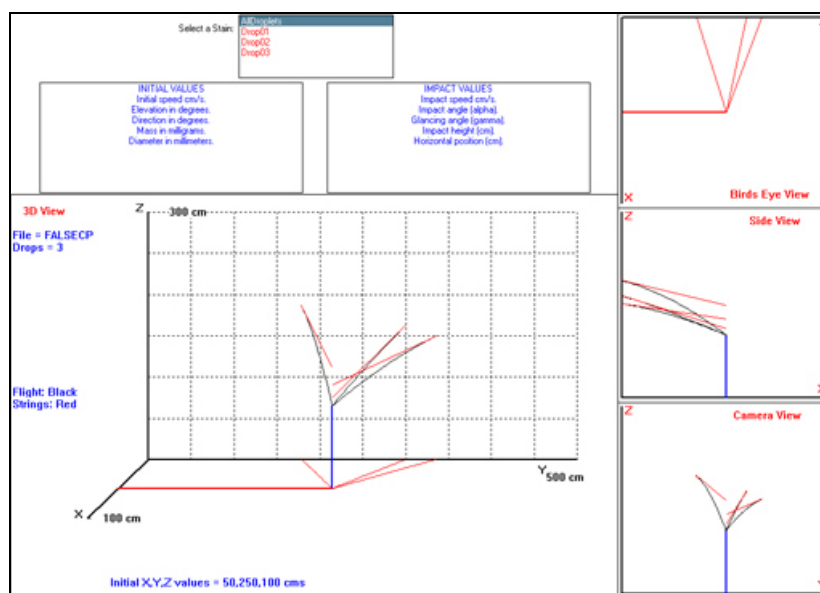 Select a Stain:
AllDroplets
Drop01
Drop02
Drop03
INITIAL VALUES
Initial speed cm/s.
Elevation in degrees.
Direction in degrees.
Mass in milligrams.
Diameter in millimeters.
IMPACT VALUES
Impact speed cm/s.
Impact angle (alpha).
Glancing angle (gamma).
Impact height (cm).
Horizontal position (cm).
X
Birds Eye View
3D View
File = FALSECP
Drops = 3
Z
300 cm
Flight: Black
Strings: Red
Y
500 cm
X
100 cm
Initial X,Y,Z values = 50,250,100 cms
Z
Side View
X
Z
Camera View
Y